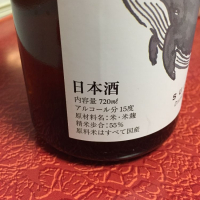 日本酒
内容量 720ml
アルコール分 15度
原材料名:米・米麹
精米歩合:55%
原料米はすべて国産